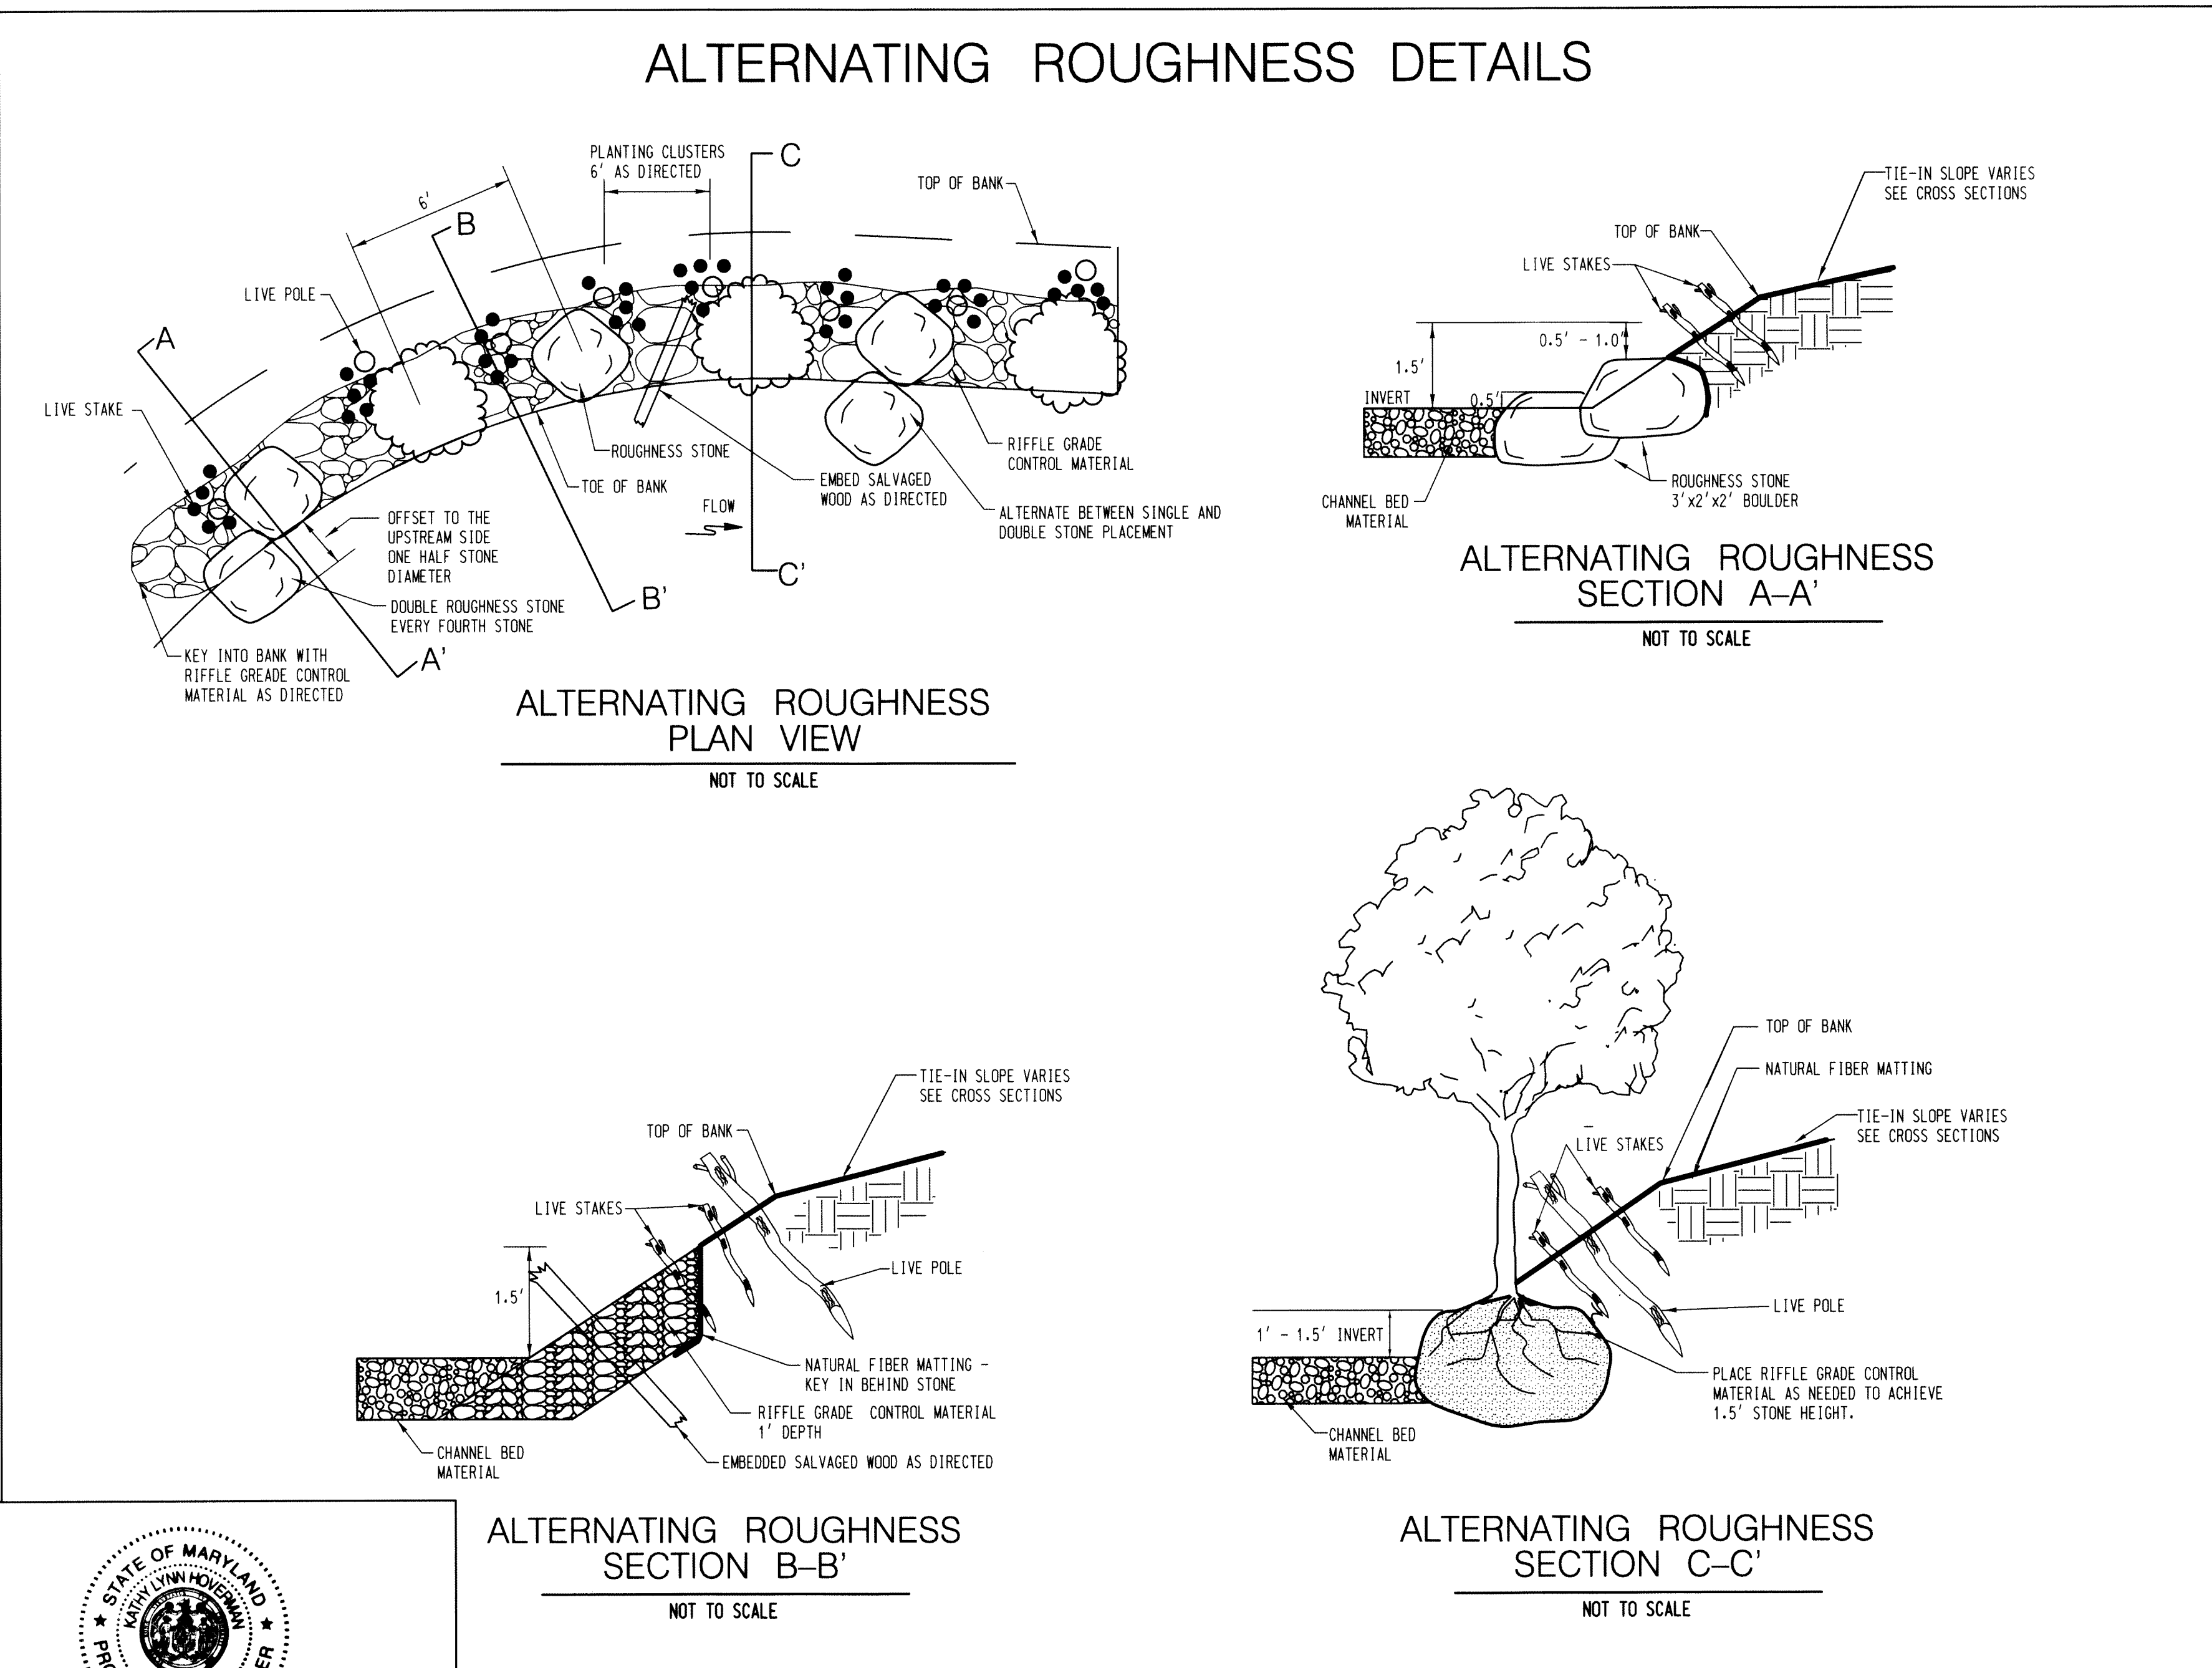 ALTERNATING ROUGHNESS DETAILS
PLANTING CLUSTERS
6' AS DIRECTED
C
TOP OF BANK
6'
B
LIVE POLE
A
LIVE STAKE
ROUGHNESS STONE
TOE OF BANK
EMBED SALVAGED
WOOD AS DIRECTED
RIFFLE GRADE
CONTROL MATERIAL
FLOW
ALTERNATE BETWEEN SINGLE AND
DOUBLE STONE PLACEMENT
OFFSET TO THE
UPSTREAM SIDE
ONE HALF STONE
DIAMETER
C'
B'
DOUBLE ROUGHNESS STONE
EVERY FOURTH STONE
A'
KEY INTO BANK WITH
RIFFLE GREADE CONTROL
MATERIAL AS DIRECTED
ALTERNATING ROUGHNESS
PLAN VIEW
NOT TO SCALE
TIE-IN SLOPE VARIES
SEE CROSS SECTIONS
TOP OF BANK
LIVE STAKES
0.5' - 1.0'
1.5'
INVERT
0.5'
ROUGHNESS STONE
3'x2'x2' BOULDER
CHANNEL BED
MATERIAL
ALTERNATING ROUGHNESS
SECTION A-A'
NOT TO SCALE
TIE-IN SLOPE VARIES
SEE CROSS SECTIONS
TOP OF BANK
LIVE STAKES
LIVE POLE
1.5'
NATURAL FIBER MATTING -
KEY IN BEHIND STONE
RIFFLE GRADE CONTROL MATERIAL
1' DEPTH
CHANNEL BED
MATERIAL
EMBEDDED SALVAGED WOOD AS DIRECTED
ALTERNATING ROUGHNESS
SECTION B-B'
NOT TO SCALE
TOP OF BANK
NATURAL FIBER MATTING
TIE-IN SLOPE VARIES
SEE CROSS SECTIONS
LIVE STAKES
LIVE POLE
1' - 1.5' INVERT
PLACE RIFFLE GRADE CONTROL
MATERIAL AS NEEDED TO ACHIEVE
1.5' STONE HEIGHT.
CHANNEL BED
MATERIAL
ALTERNATING ROUGHNESS
SECTION C-C'
NOT TO SCALE
STATE OF MARYLAND
KATHY LYNN HOVERMAN